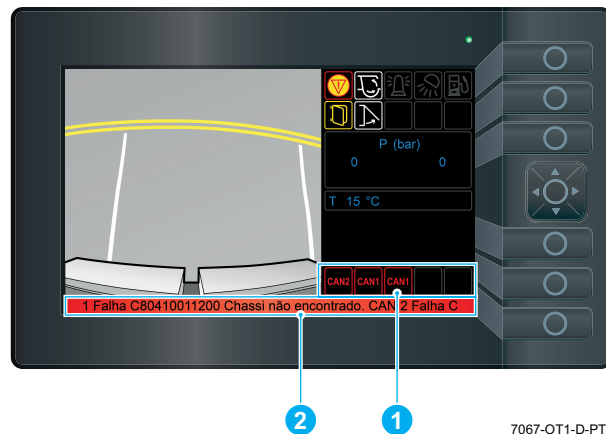 P (bar)
0 0
T 15 °C
CAN2 CAN1 CAN1
1 Falha C80410011200 Chassi não encontrado. CAN 2 Falha C
2 1
7067-OT1-D-PT